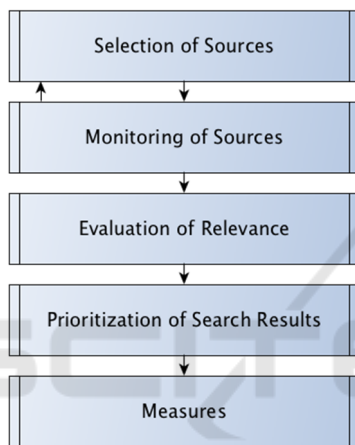 Selection of Sources
Monitoring of Sources
Evaluation of Relevance
Prioritization of Search Results
Measures